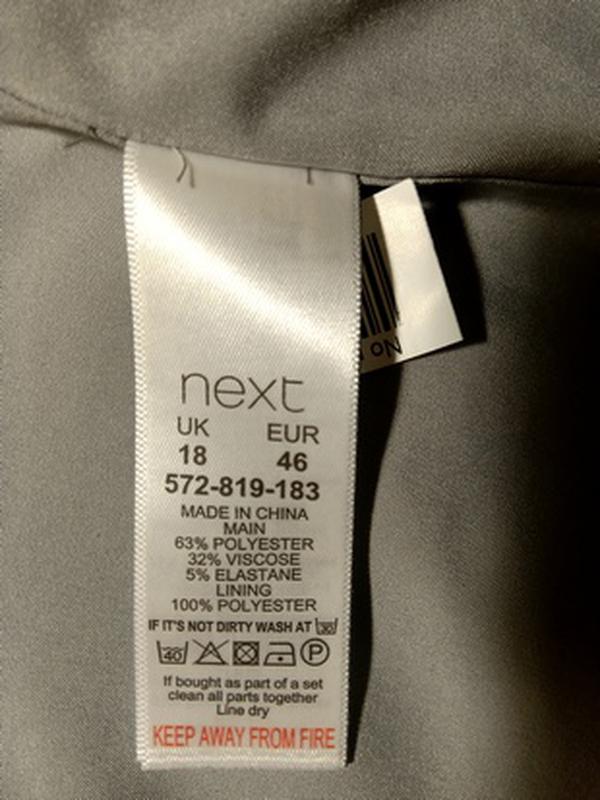 next
UK EUR
18 46
572-819-183
MADE IN CHINA
MAIN
63% POLYESTER
32% VISCOSE
5% ELASTANE
LINING
100% POLYESTER
IF IT'S NOT DIRTY WASH AT 30
40 P
If bought as part of a set
clean all parts together
Line dry
KEEP AWAY FROM FIRE
No